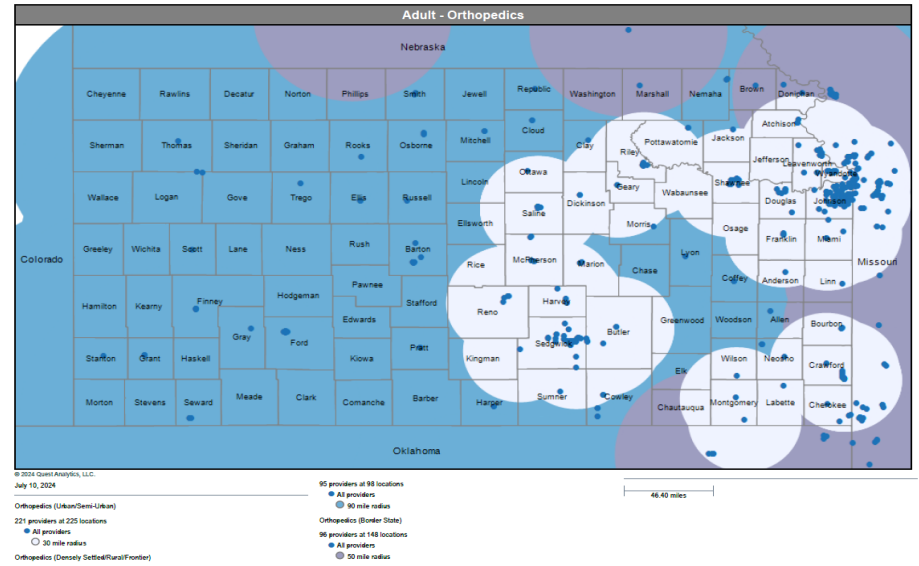 Adult - Orthopedics
Nebraska
Cheyenne Rawlins Decatur Norton Phillips Smith Jewell Republic Washington Marshall Nemaha Brown Doniphan
Atchison
Sherman Thomas Sheridan Graham Rooks Osborne Mitchell Cloud Clay Riley Pottawatomie Jackson
Jefferson Leavenworth
Wyandotte
Wallace Logan Gove Trego Ellis Russell Lincoln Ottawa Dickinson Geary Wabaunsee Shawnee Douglas Johnson
Ellsworth Saline Morris Osage
Colorado Greeley Wichita Scott Lane Ness Rush Barton Rice McPherson Marion Chase Lyon Coffey Franklin Miami Missouri
Anderson Linn
Hamilton Kearny Finney Hodgeman Pawnee Stafford Reno Harvey
Gray Ford Edwards Sedgwick Butler Greenwood Woodson Allen Bourbon
Stanton Grant Haskell Kiowa Pratt Kingman Elk Wilson Neosho Crawford
Morton Stevens Seward Meade Clark Comanche Barber Harper Sumner Cowley Chautauqua Montgomery Labette Cherokee
Oklahoma
© 2024 Quest Analytics, LLC.
July 10, 2024
Orthopedics (Urban/Semi-Urban)
221 providers at 225 locations
All providers
30 mile radius
Orthopedics (Densely Settled/Rural/Frontier)
95 providers at 98 locations
All providers
90 mile radius
Orthopedics (Border State)
96 providers at 148 locations
All providers
50 mile radius
46.40 miles